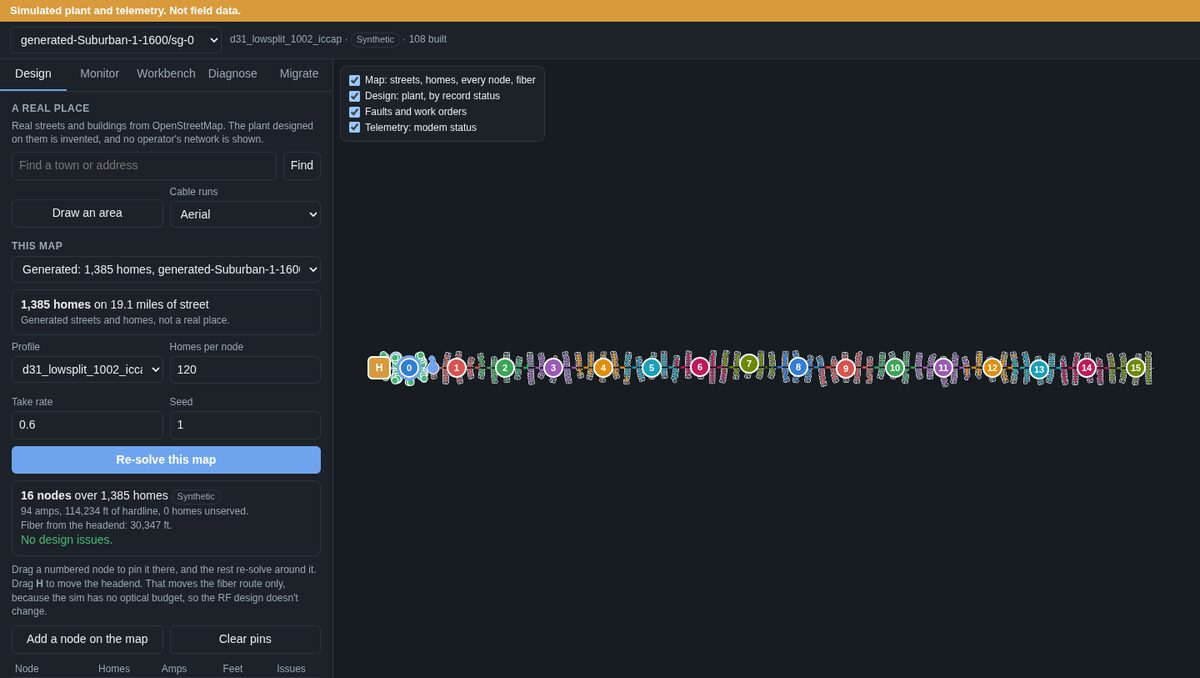 Simulated plant and telemetry. Not field data.
generated-Suburban-1-1600/sg-0
d31_lowsplit_1002_iccap · Synthetic · 108 built
Design Monitor Workbench Diagnose Migrate
Map: streets, homes, every node, fiber
Design: plant, by record status
Faults and work orders
Telemetry: modem status
A REAL PLACE
Real streets and buildings from OpenStreetMap. The plant designed
on them is invented, and no operator's network is shown.
Find a town or address
Find
Cable runs
Draw an area
Aerial
THIS MAP
Generated: 1,385 homes, generated-Suburban-1-160
1,385 homes on 19.1 miles of street
Generated streets and homes, not a real place.
Profile
Homes per node
d31_lowsplit_1002_icca
120
Take rate
Seed
0.6
1
Re-solve this map
16 nodes over 1,385 homes Synthetic
94 amps, 114,234 ft of hardline, 0 homes unserved.
Fiber from the headend: 30,347 ft.
No design issues.
Drag a numbered node to pin it there, and the rest re-solve around it.
Drag H to move the headend. That moves the fiber route only,
because the sim has no optical budget, so the RF design doesn't
change.
Add a node on the map
Clear pins
Node Homes Amps Feet Issues
H 0 1 2 3 4 5 6 7 8 9 10 11 12 13 14 15